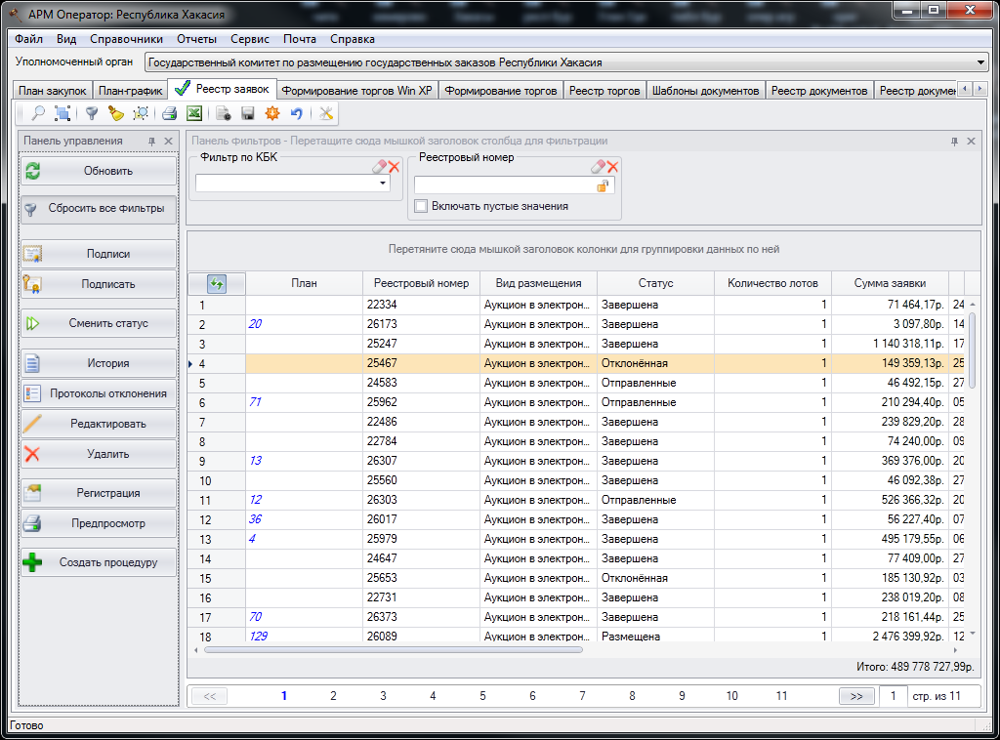 АРМ Оператор: Республика Хакасия
Файл Вид Справочники Отчеты Сервис Почта Справка
Уполномоченный орган Государственный комитет по размещению государственных заказов Республики Хакасия
План закупок План-график Реестр заявок Формирование торгов Win XP Формирование торгов Реестр торгов Шаблоны документов Реестр документов Реестр докумен
Панель управления
Обновить
Сбросить все фильтры
Подписи
Подписать
Сменить статус
История
Протоколы отклонения
Редактировать
Удалить
Регистрация
Предпросмотр
Создать процедуру
Панель Фильтров - Перетащите сюда мышкой заголовок столбца для Фильтрации
Фильтр по КБК
Реестровый номер
Включать пустые значения
Перетяните сюда мышкой заголовок колонки для группировки данных по ней
План Реестровый номер Вид размещения Статус Количество лотов Сумма заявки
1 22334 Аукцион в электрон... Завершена 1 71 464,17р. 24
2 20 26173 Аукцион в электрон... Завершена 1 3 097,80р. 14
3 25247 Аукцион в электрон... Завершена 1 1 140 318,11р. 17
4 25467 Аукцион в электрон... Отклонённая 1 149 359,13р. 25
5 24583 Аукцион в электрон... Отправленные 1 46 492,15р. 27
6 71 25962 Аукцион в электрон... Отправленные 1 210 294,40р. 05
7 22486 Аукцион в электрон... Завершена 1 239 829,20р. 28
8 22784 Аукцион в электрон... Завершена 1 74 240,00р. 09
9 13 26307 Аукцион в электрон... Завершена 1 369 376,00р. 20
10 25560 Аукцион в электрон... Завершена 1 46 092,38р. 27
11 12 26303 Аукцион в электрон... Отправленные 1 526 366,32р. 20
12 36 26017 Аукцион в электрон... Завершена 1 56 227,40р. 07
13 4 25979 Аукцион в электрон... Завершена 1 495 179,55р. 06
14 24647 Аукцион в электрон... Завершена 1 77 409,00р. 27
15 25653 Аукцион в электрон... Отклонённая 1 185 130,92р. 03
16 22731 Аукцион в электрон... Завершена 1 238 019,20р. 08
17 70 26373 Аукцион в электрон... Завершена 1 218 161,44р. 25
18 129 26089 Аукцион в электрон... Размещена 1 2 476 399,92р. 12
Итого: 489 778 727,99р.
<< 1 2 3 4 5 6 7 8 9 10 11 >> 1 стр. из 11
Готово